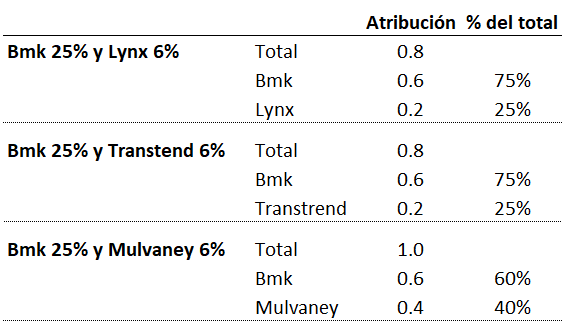 Atribución % del total
Bmk 25% y Lynx 6% Total 0.8
Bmk 0.6 75%
Lynx 0.2 25%
Bmk 25% y Transtend 6% Total 0.8
Bmk 0.6 75%
Transtrend 0.2 25%
Bmk 25% y Mulvaney 6% Total 1.0
Bmk 0.6 60%
Mulvaney 0.4 40%